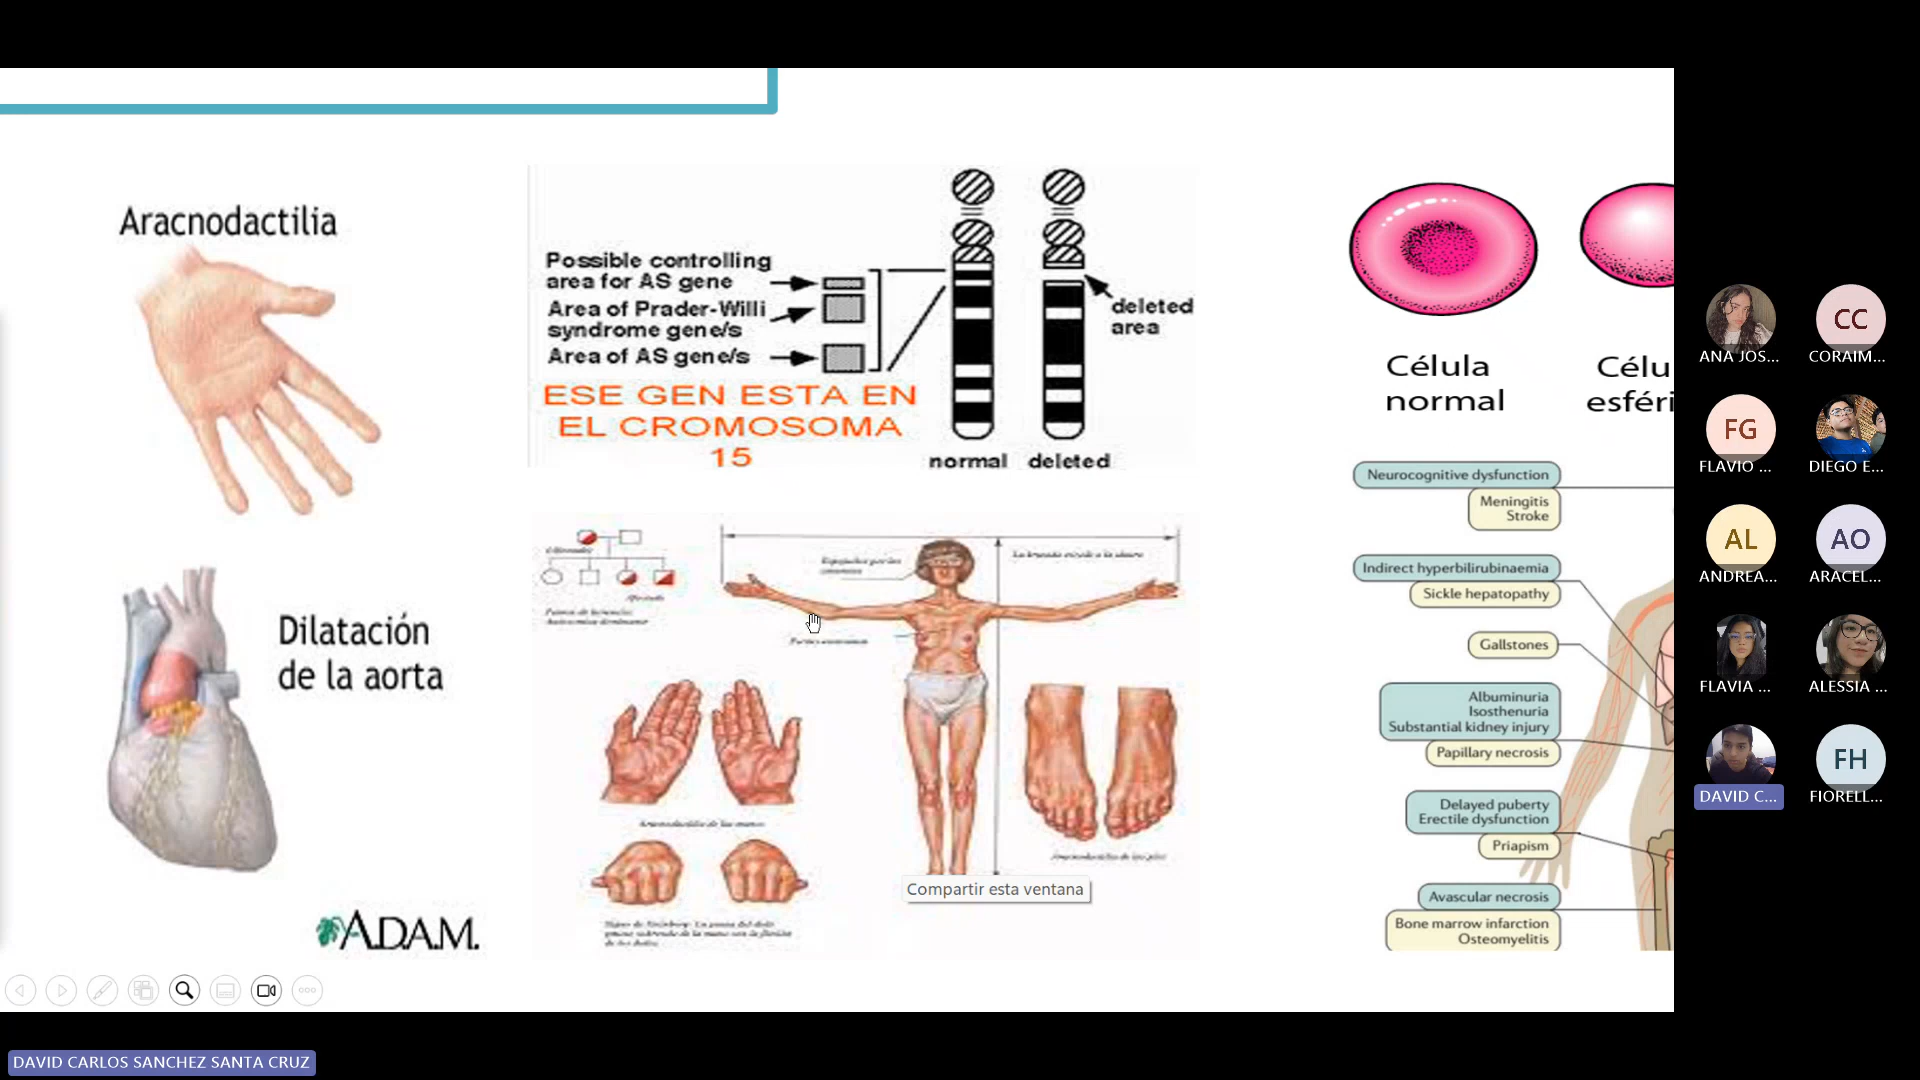 Aracnodactilia
Dilatación
de la aorta
A.D.A.M.
Possible controlling
area for AS gene
Area of Prader-Willi
syndrome gene/s
Area of AS gene/s
deleted
area
ESE GEN ESTA EN
EL CROMOSOMA
15
normal
deleted
Compartir esta ventana
Célula
normal
Célu
esféri
Neurocognitive dysfunction
Meningitis
Stroke
Indirect hyperbilirubinaemia
Sickle hepatopathy
Gallstones
Albuminuria
Isosthenuria
Substantial kidney injury
Papillary necrosis
Delayed puberty
Erectile dysfunction
Priapism
Avascular necrosis
Bone marrow infarction
Osteomyelitis
ANA JOS...
CC
CORAIM...
FG
FLAVIO ...
DIEGO E...
AL
ANDREA...
AO
ARACEL...
FLAVIA ...
ALESSIA ...
DAVID C...
FH
FIORELL...
DAVID CARLOS SANCHEZ SANTA CRUZ